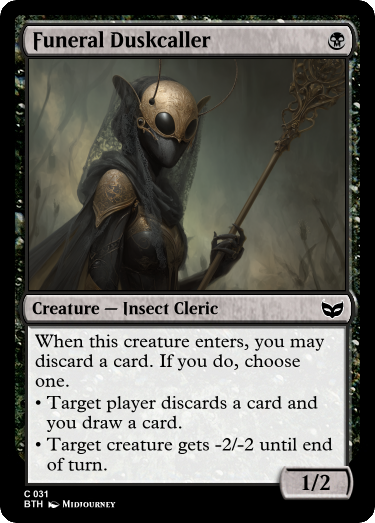 Funeral Duskcaller
Creature — Insect Cleric
When this creature enters, you may
discard a card. If you do, choose
one.
• Target player discards a card and
you draw a card.
• Target creature gets -2/-2 until end
of turn.
1/2
C 031
BTH Midjourney